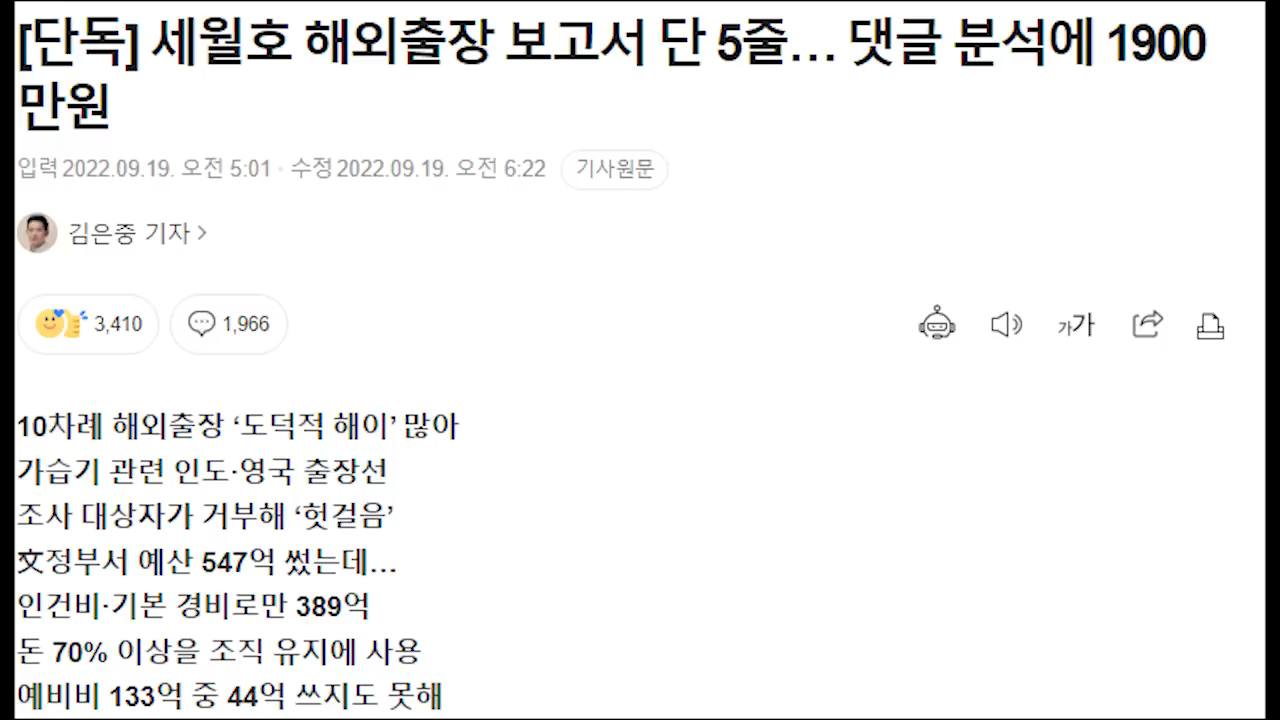 [단독] 세월호 해외출장 보고서 단 5줄… 댓글 분석에 1900
만원
입력 2022.09.19. 오전 5:01 · 수정 2022.09.19. 오전 6:22 기사원문
김은중 기자 >
3,410 1,966 가가
10차례 해외출장 ‘도덕적 해이’ 많아
가습기 관련 인도·영국 출장선
조사 대상자가 거부해 ‘헛걸음’
文정부서 예산 547억 썼는데…
인건비·기본 경비로만 389억
돈 70% 이상을 조직 유지에 사용
예비비 133억 중 44억 쓰지도 못해